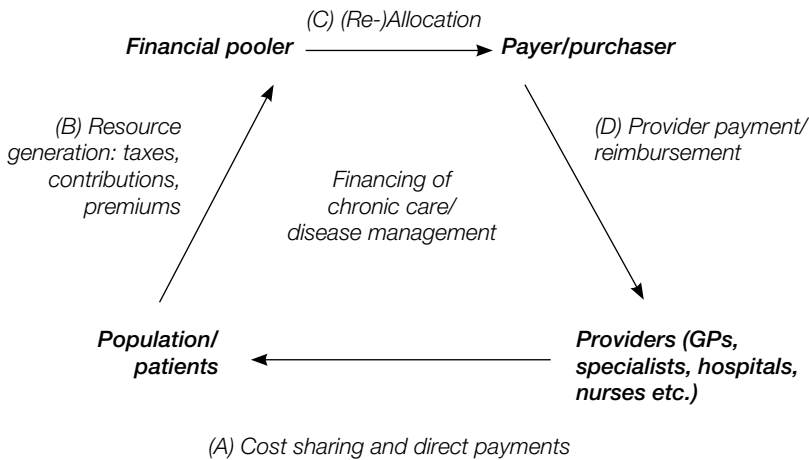 (C) (Re-)Allocation
Financial pooler
Payer/purchaser
(B) Resource
generation: taxes,
contributions,
premiums
(D) Provider payment/
reimbursement
Financing of
chronic care/
disease management
Population/
patients
Providers (GPs,
specialists, hospitals,
nurses etc.)
(A) Cost sharing and direct payments